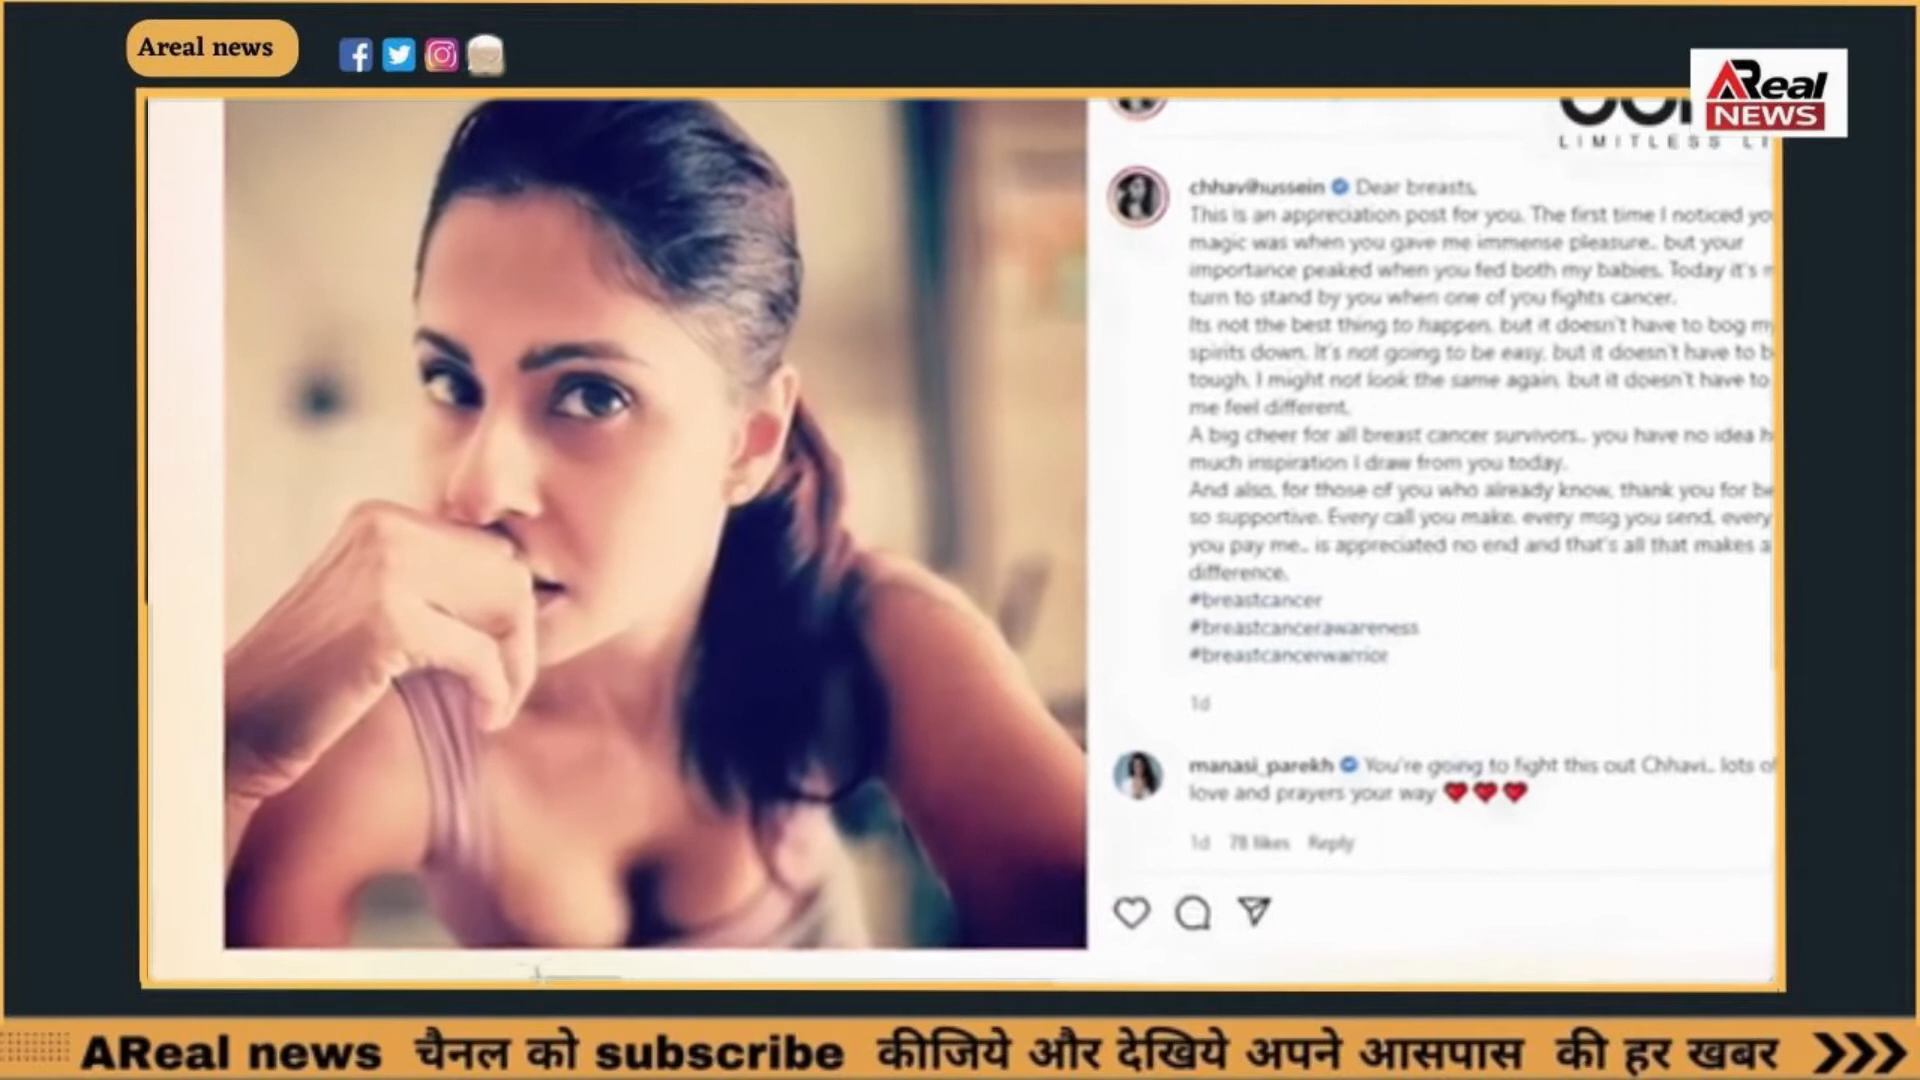 Areal news
AReal
NEWS
LIMITLESS LI
chhavihussein Dear breasts,
This is an appreciation post for you. The first time I noticed yo
magic was when you gave me immense pleasure.. but your
importance peaked when you fed both my babies. Today it's m
turn to stand by you when one of you fights cancer.
Its not the best thing to happen, but it doesn't have to bog my
spirits down. It's not going to be easy, but it doesn't have to b
tough. I might not look the same again, but it doesn't have to
me feel different.
A big cheer for all breast cancer survivors.. you have no idea h
much inspiration I draw from you today.
And also, for those of you who already know, thank you for be
so supportive. Every call you make, every msg you send, every
you pay me.. is appreciated no end and that's all that makes a
difference.
#breastcancer
#breastcancerawareness
#breastcancerwarrior
1d
manasi_parekh You're going to fight this out Chhavi.. lots of
love and prayers your way
1d 78 likes Reply
AReal news चैनल को subscribe कीजिये और देखिये अपने आसपास की हर खबर